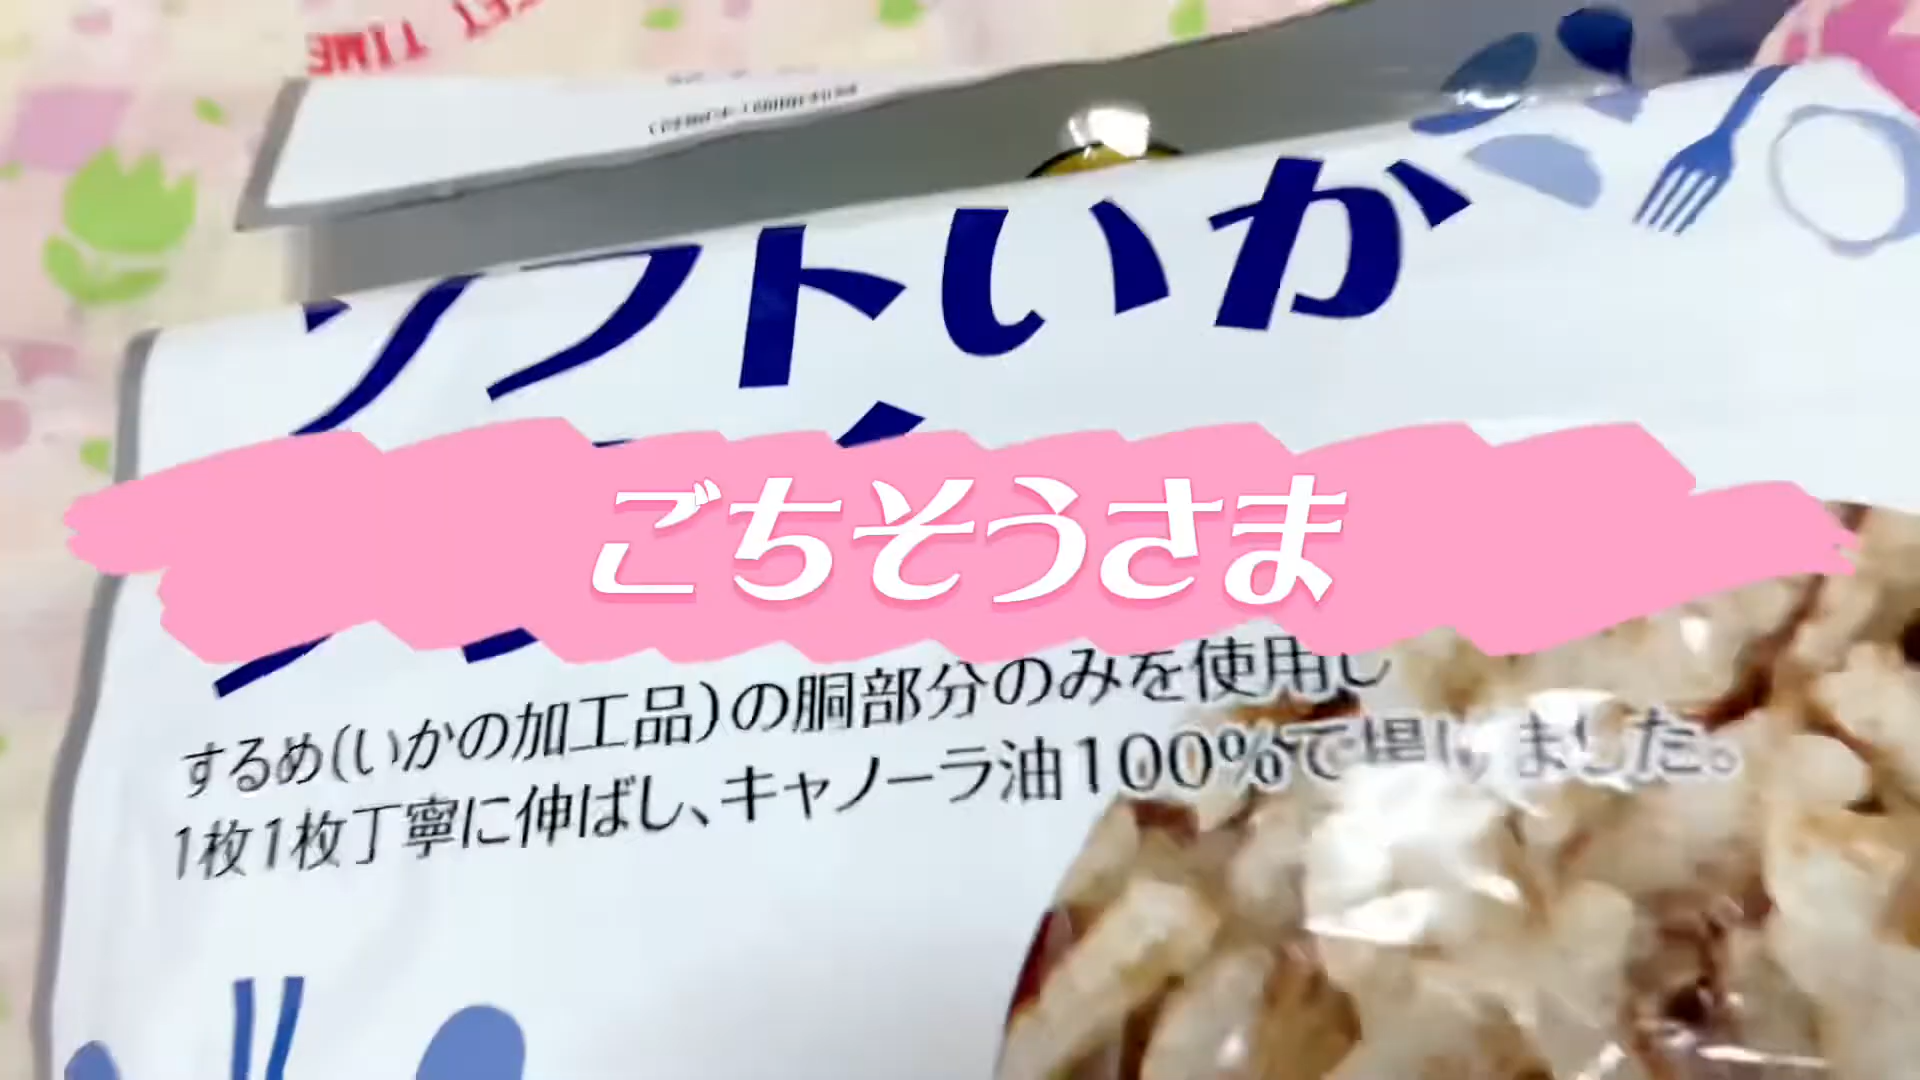 TIME
ソフトいか
ごちそうさま
するめ(いかの加工品)の胴部分のみを使用し
1枚1枚丁寧に伸ばし、キャノーラ油100%で揚げました。